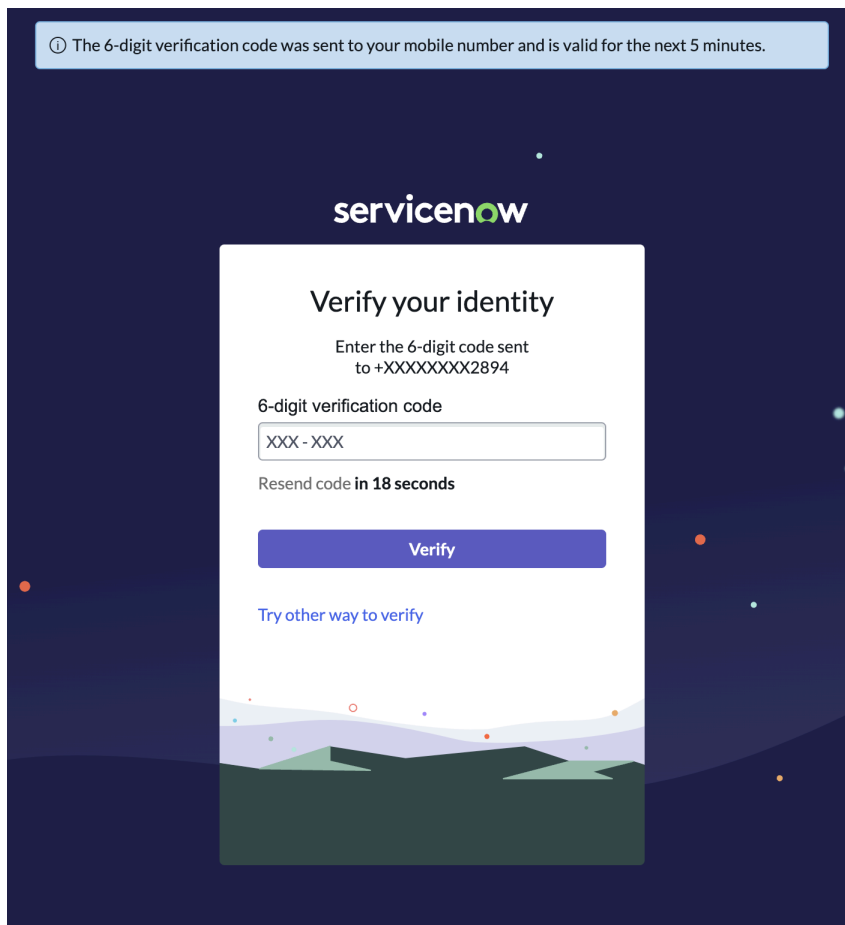 The 6-digit verification code was sent to your mobile number and is valid for the next 5 minutes.
servicenow
Verify your identity
Enter the 6-digit code sent
to +XXXXXXXX2894
6-digit verification code
XXX - XXX
Resend code in 18 seconds
Verify
Try other way to verify